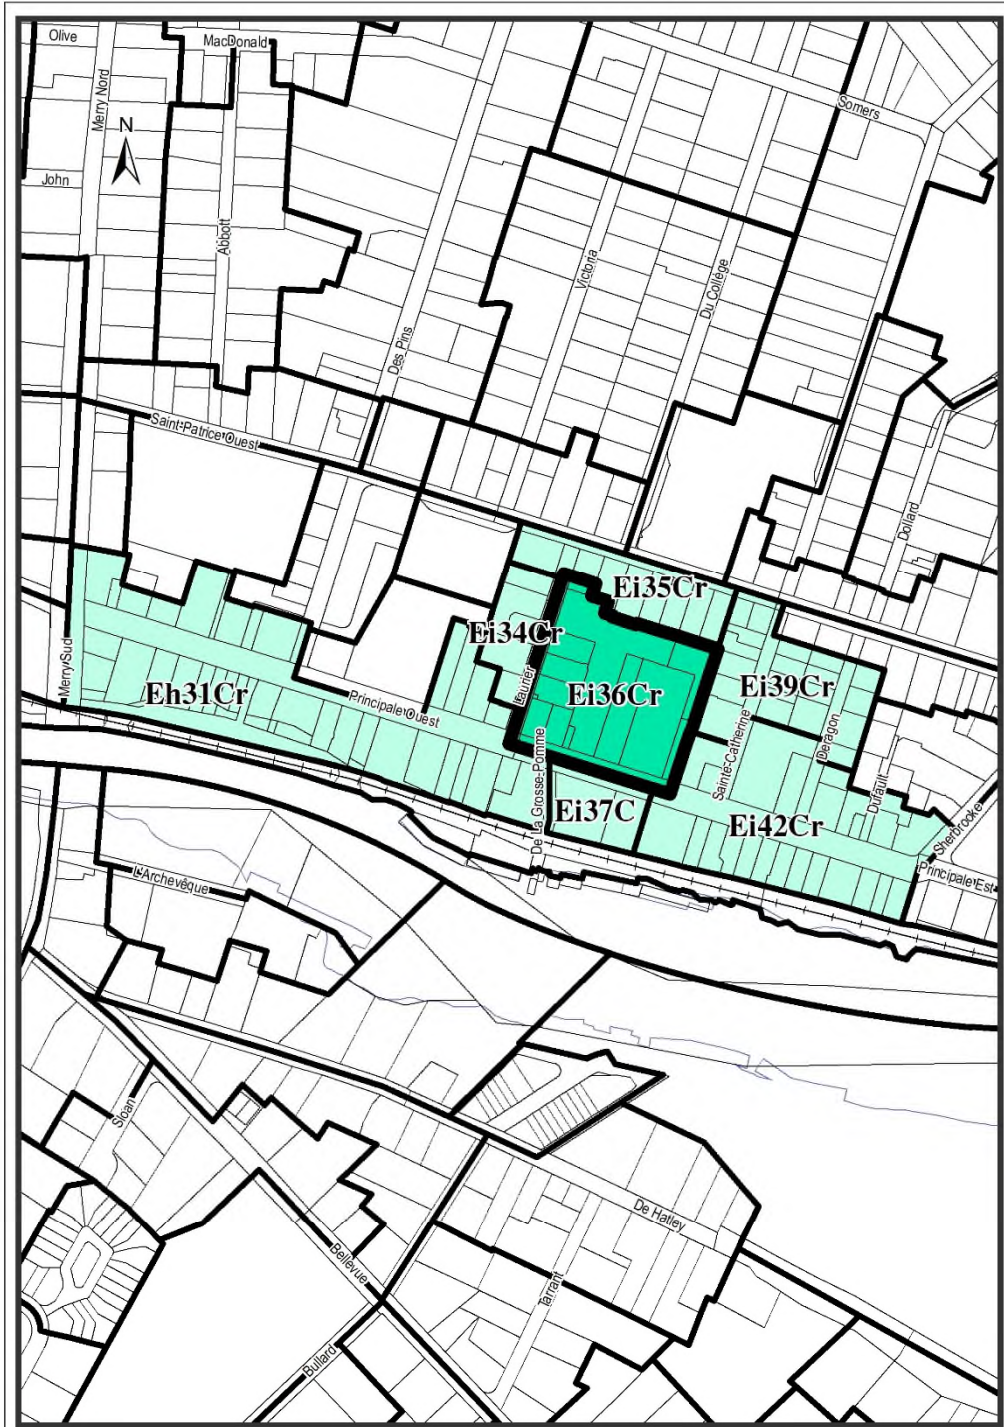 Olive
MacDonald
Merry Nord
Somers
N
John
Abbott
Victoria
Du Collège
Des Pins
Saint-Patrice Ouest
Dollard
Ei35Cr
Ei34Cr
Merry Sud
Eh31Cr
Laurier
Ei36Cr
Ei39Cr
Principale Ouest
Sainte-Catherine
Deragon
De La Grosse-Pomme
Ei37C
Dufault
Ei42Cr
Sherbrooke
Principale Est
L'Archevêque
Sloan
De Hatley
Bellevue
Tarrant
Bullard